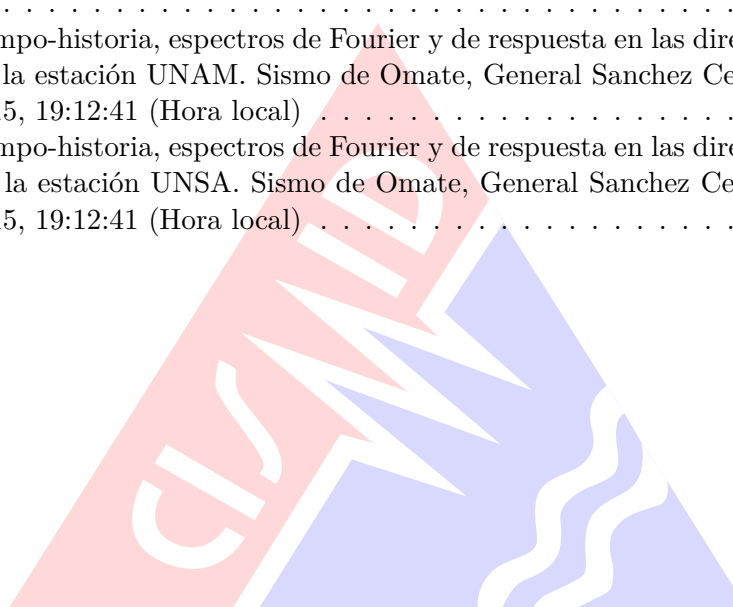 . . . . . . . . . . . . . . . . . . . . . . . . . . . . . . . .
mpo-historia, espectros de Fourier y de respuesta en las dire
la estación UNAM. Sismo de Omate, General Sanchez Ce
5, 19:12:41 (Hora local) . . . . . . . . . . . . . . . . . . .
mpo-historia, espectros de Fourier y de respuesta en las dire
la estación UNSA. Sismo de Omate, General Sanchez Ce
5, 19:12:41 (Hora local) . . . . . . . . . . . . . . . . . . .
CISMID